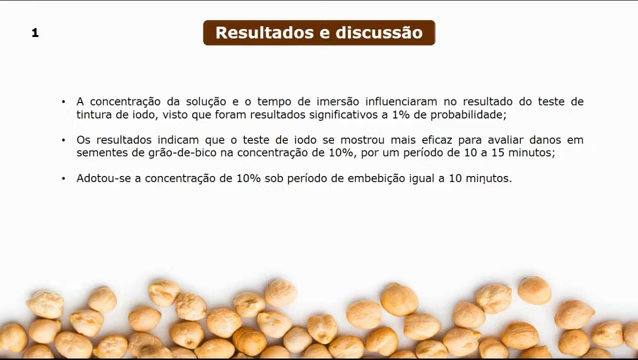 1
Resultados e discussão
• A concentração da solução e o tempo de imersão influenciaram no resultado do teste de
tintura de iodo, visto que foram resultados significativos a 1% de probabilidade;
• Os resultados indicam que o teste de iodo se mostrou mais eficaz para avaliar danos em
sementes de grão-de-bico na concentração de 10%, por um período de 10 a 15 minutos;
• Adotou-se a concentração de 10% sob período de embebição igual a 10 minutos.